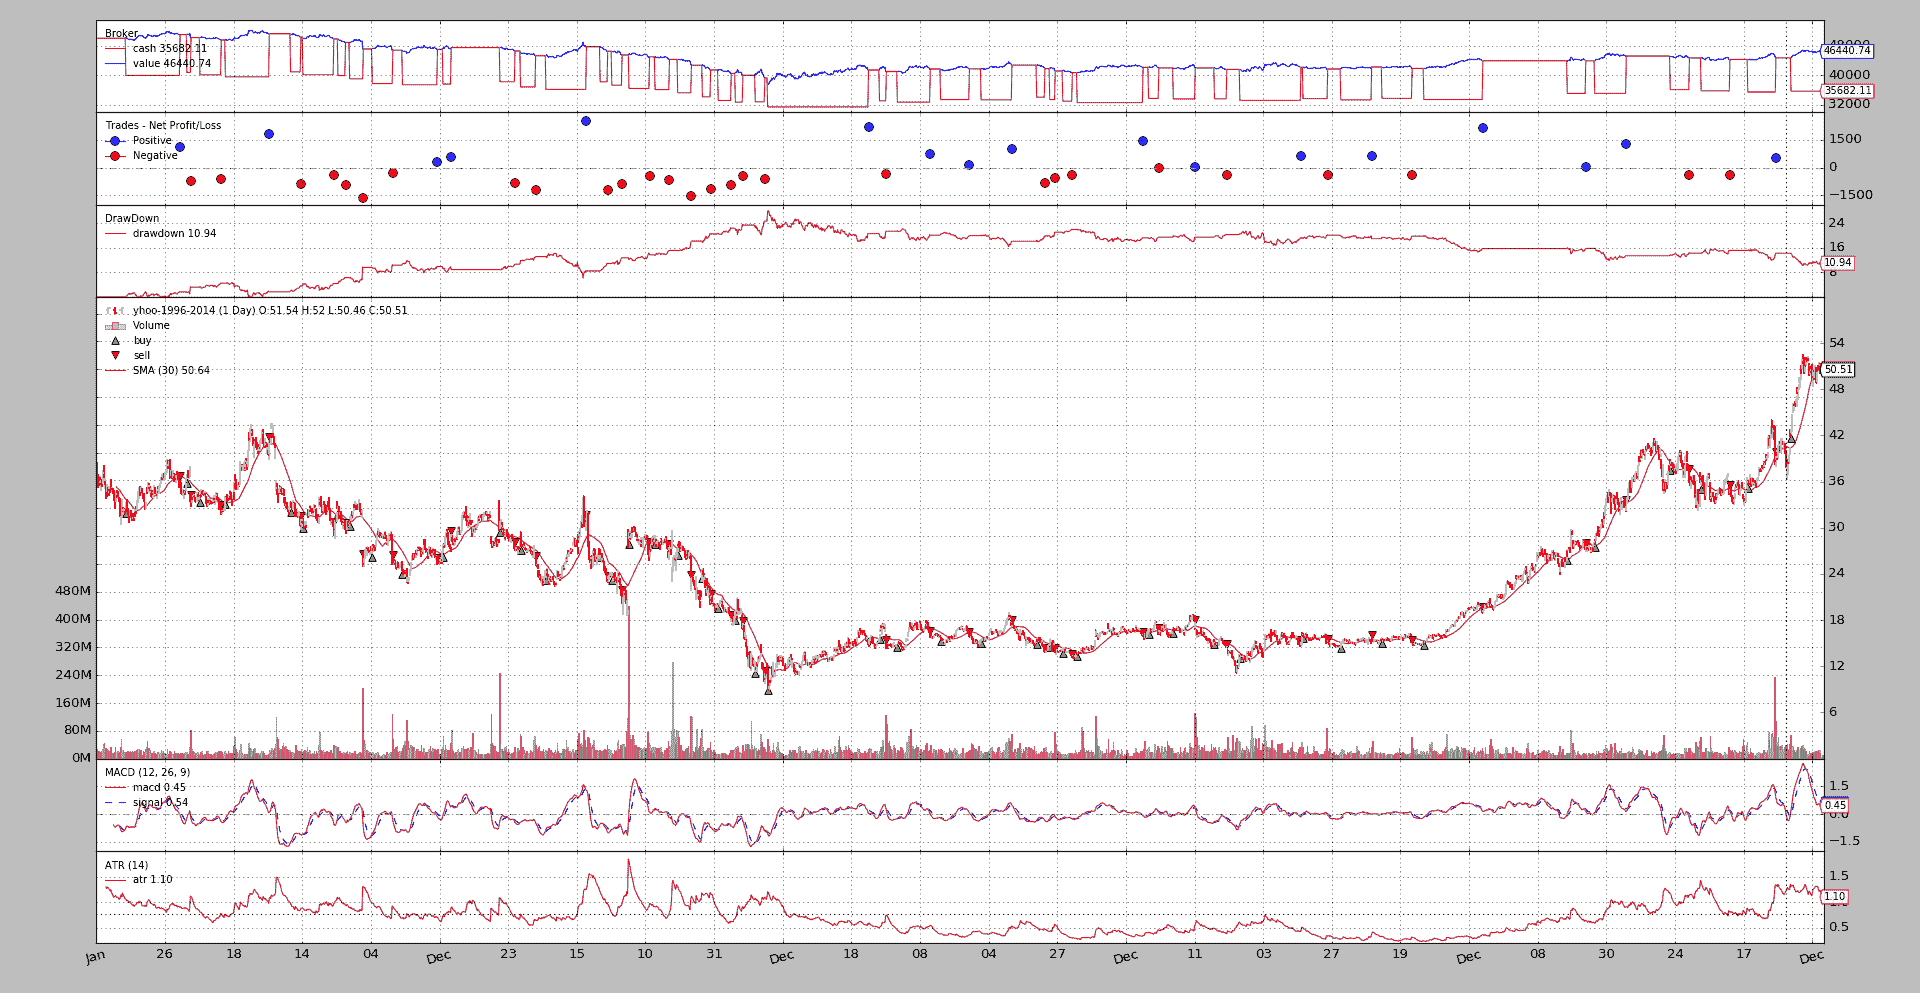 Broker
cash 35682.11
value 46440.74
46440.74
40000
35682.11
32000
Trades - Net Profit/Loss
Positive
Negative
1500
0
−1500
DrawDown
drawdown 10.94
24
16
10.94
8
yhoo-1996-2014 (1 Day) O:51.54 H:52 L:50.46 C:50.51
Volume
buy
sell
SMA (30) 50.64
54
50.51
48
42
36
30
24
18
12
6
480M
400M
320M
240M
160M
80M
0M
MACD (12, 26, 9)
macd 0.45
signal 0.54
1.5
0.45
0.0
−1.5
ATR (14)
atr 1.10
1.5
1.10
0.5
Jan 26 18 14 04 Dec 23 15 10 31 Dec 18 08 04 27 Dec 11 03 27 19 Dec 08 30 24 17 Dec